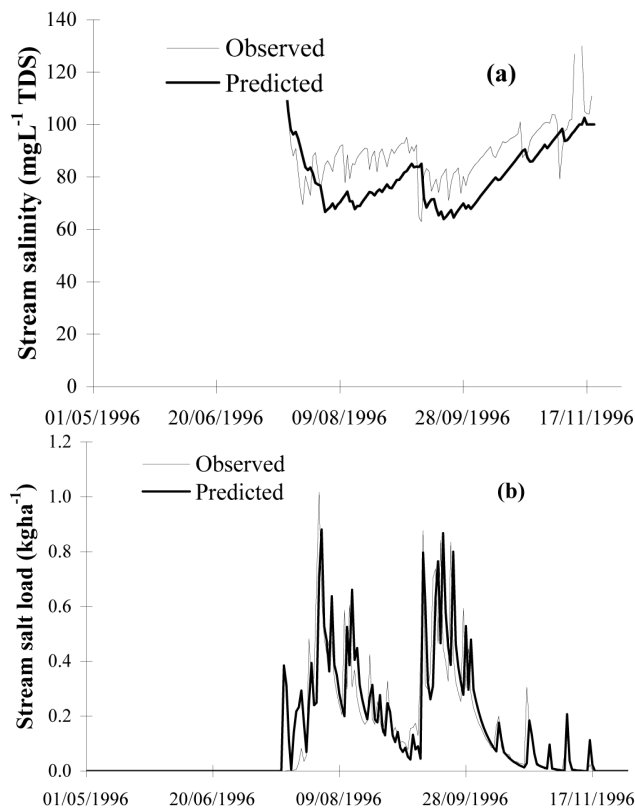 140
120
100
80
60
40
20
0
Stream salinity (mgL-1 TDS)
Observed
Predicted
(a)
01/05/1996 20/06/1996 09/08/1996 28/09/1996 17/11/1996
1.2
1.0
0.8
0.6
0.4
0.2
0.0
Stream salt load (kgha-1)
Observed
Predicted
(b)
01/05/1996 20/06/1996 09/08/1996 28/09/1996 17/11/1996